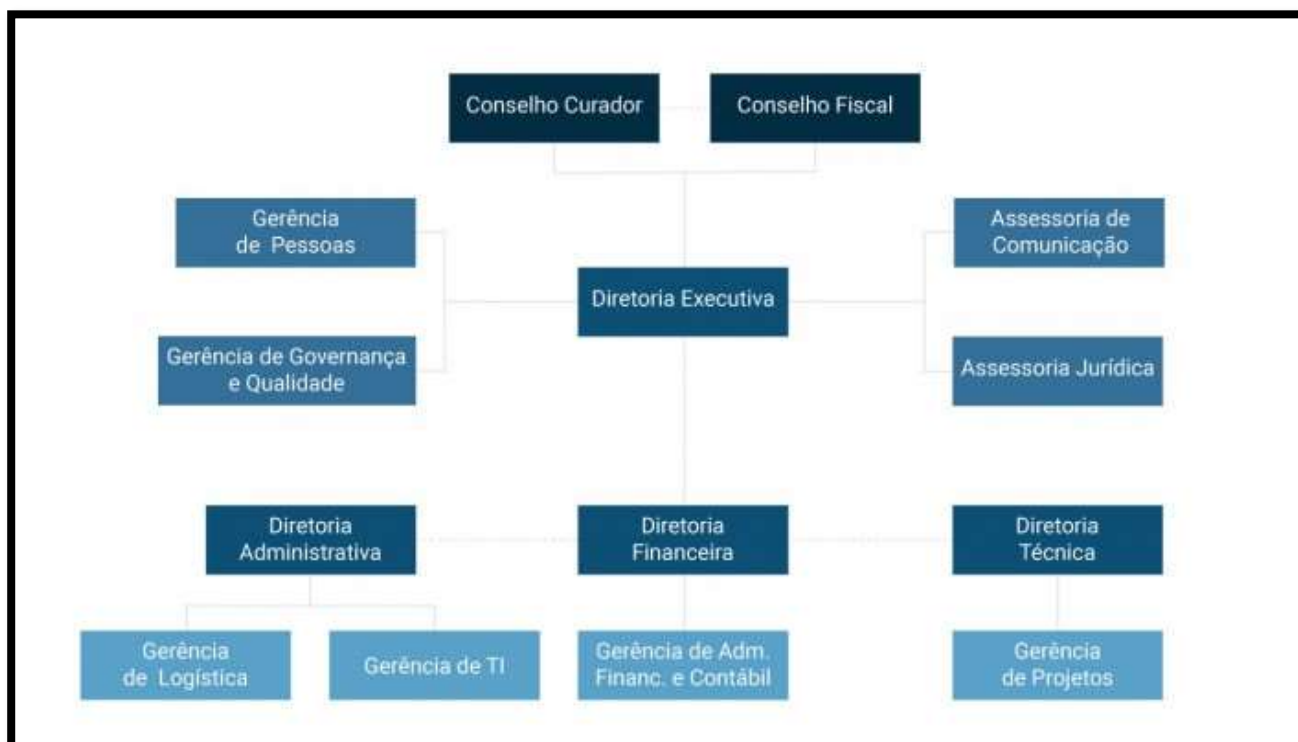 Conselho Curador
Conselho Fiscal
Gerência
de Pessoas
Assessoria de
Comunicação
Diretoria Executiva
Gerência de Governança
e Qualidade
Assessoria Jurídica
Diretoria
Administrativa
Diretoria
Financeira
Diretoria
Técnica
Gerência
de Logística
Gerência de TI
Gerência de Adm.
Financ. e Contábil
Gerência
de Projetos